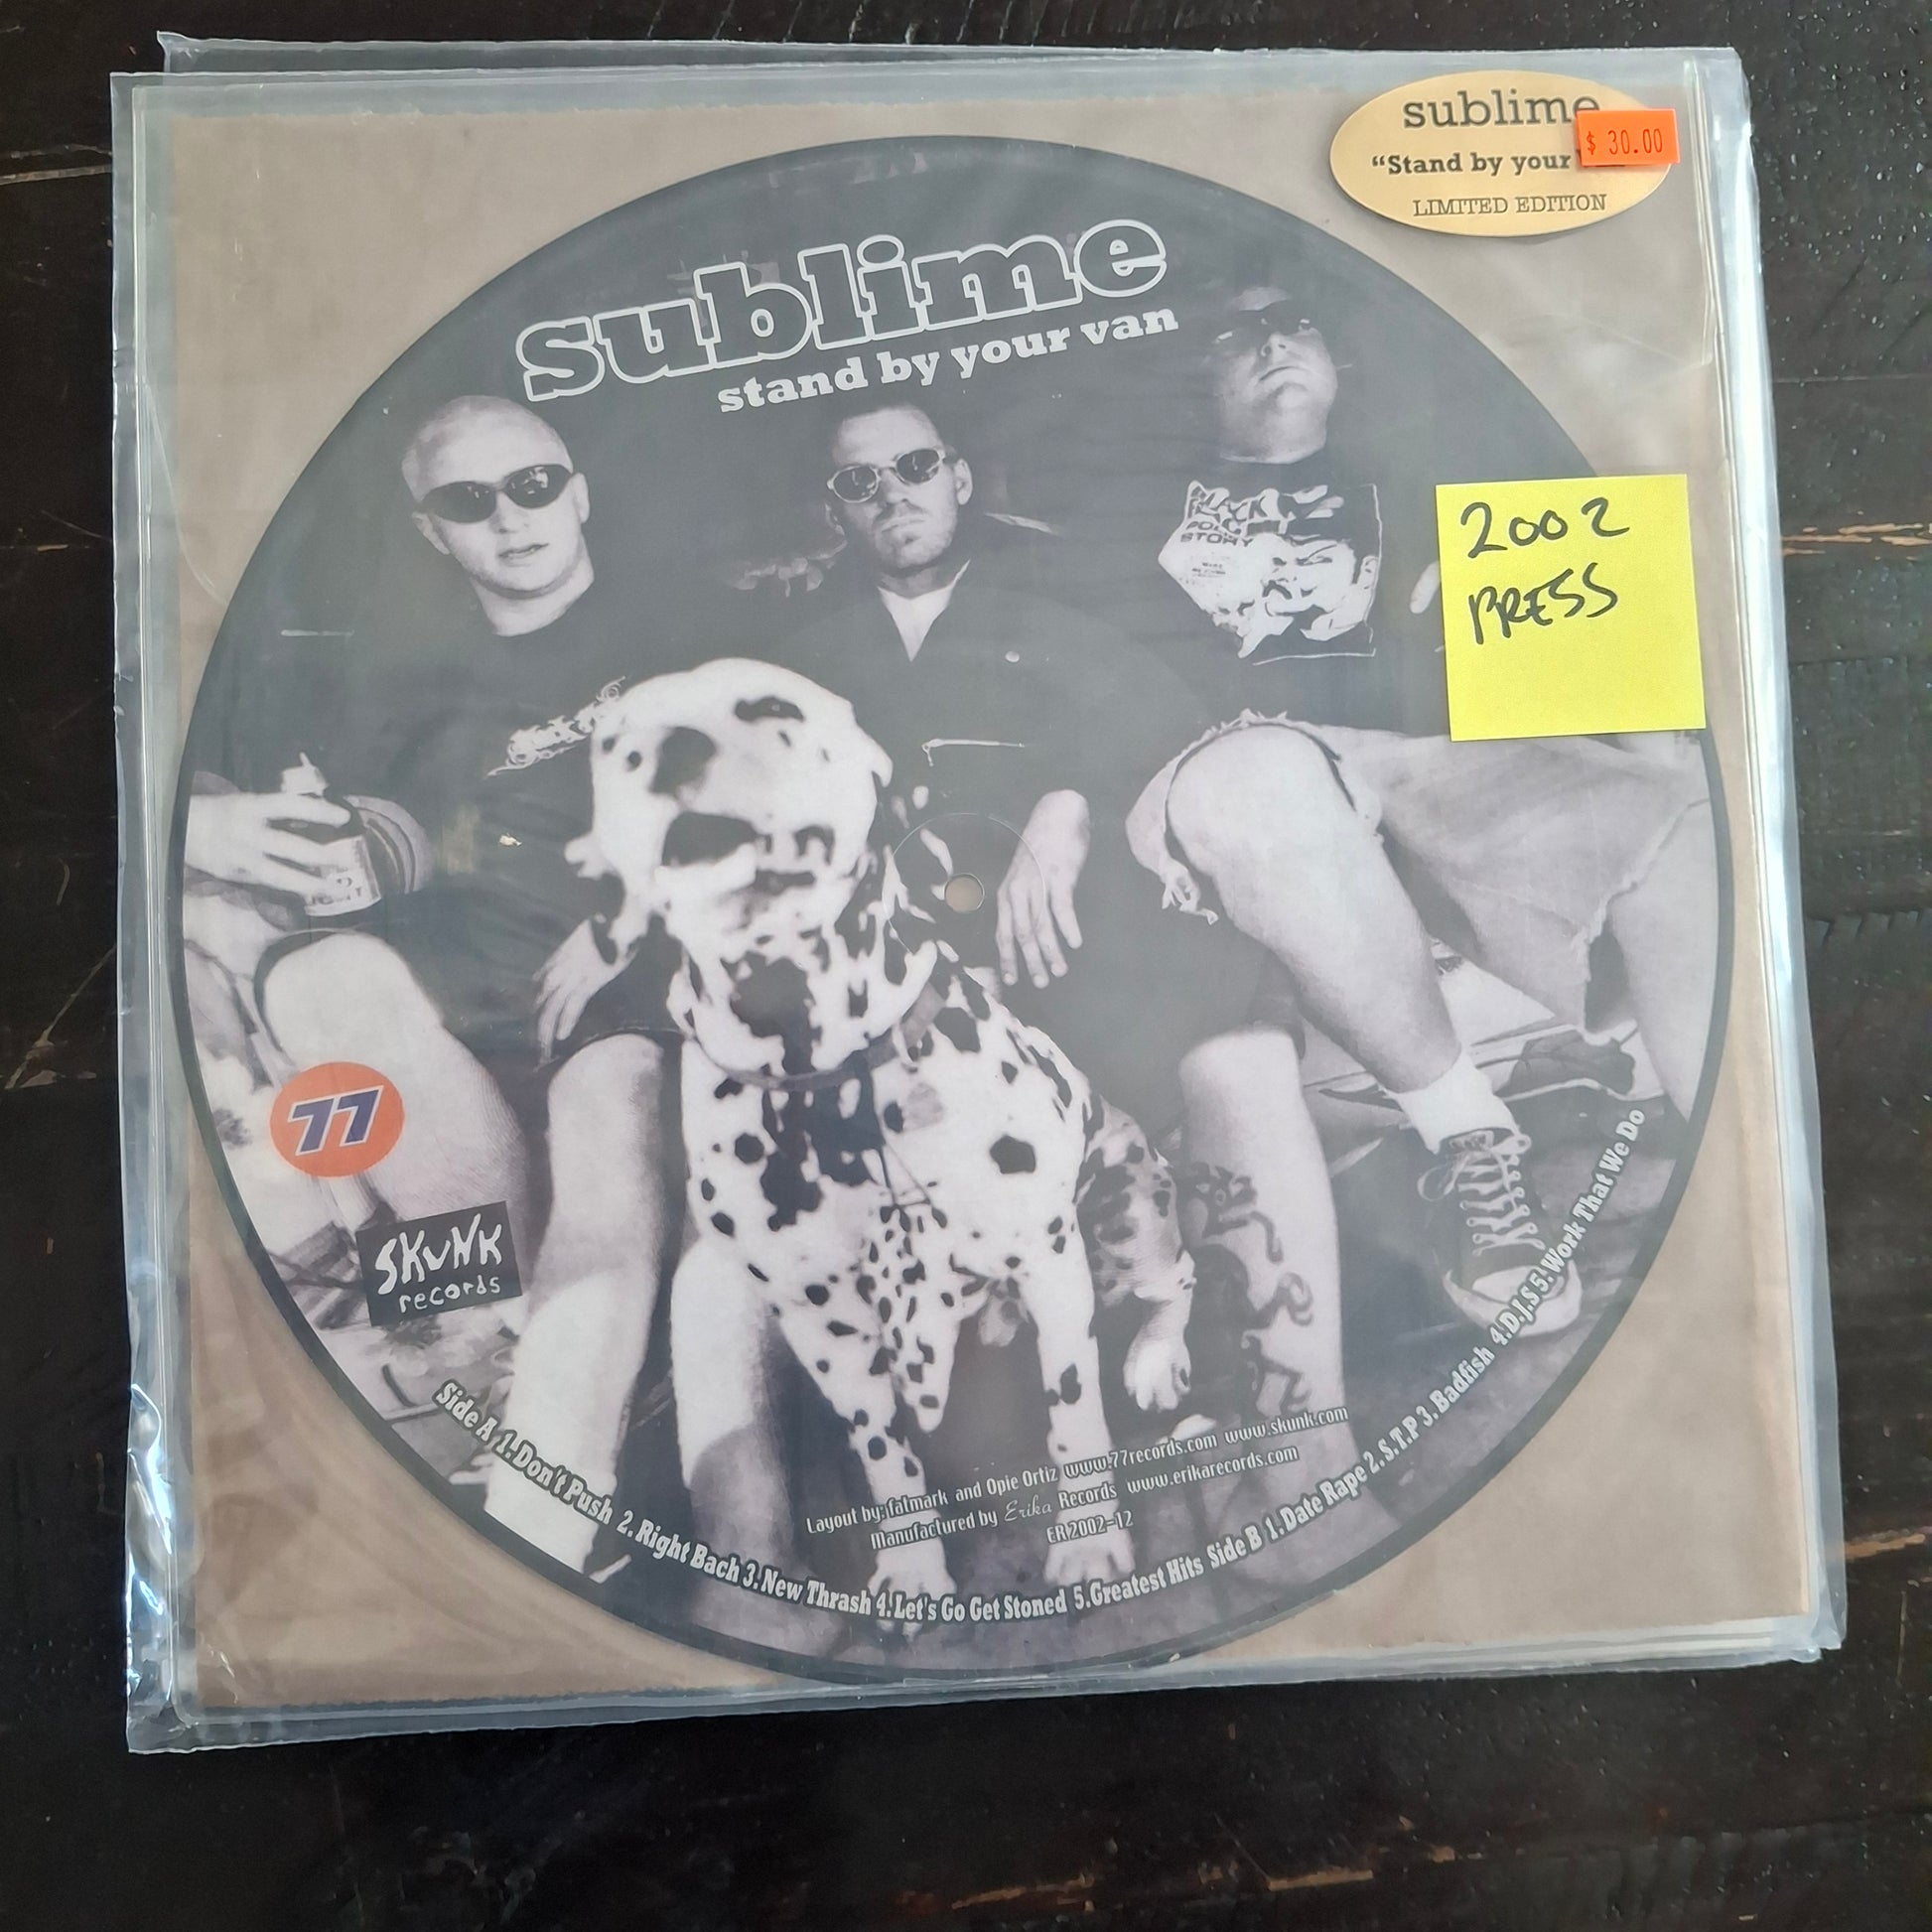 sublime
"Stand by your
$ 30.00
LIMITED EDITION
sublime
stand by your van
2002
PRESS
POLICE
STORY
77
SKUNK
records
Side A 1.Don't Push 2. Right Bach 3.New Thrash 4.Let's Go Get Stoned 5.Greatest Hits Side B 1.Date Rape 2.S.T.P 3.Badfish 4.D.J.S 5.Work That We Do
Layout by:fatmark and Opie Ortiz www.77records.com www.skunk.com
Manufactured by Erika Records www.erikarecords.com
ER 2002-12